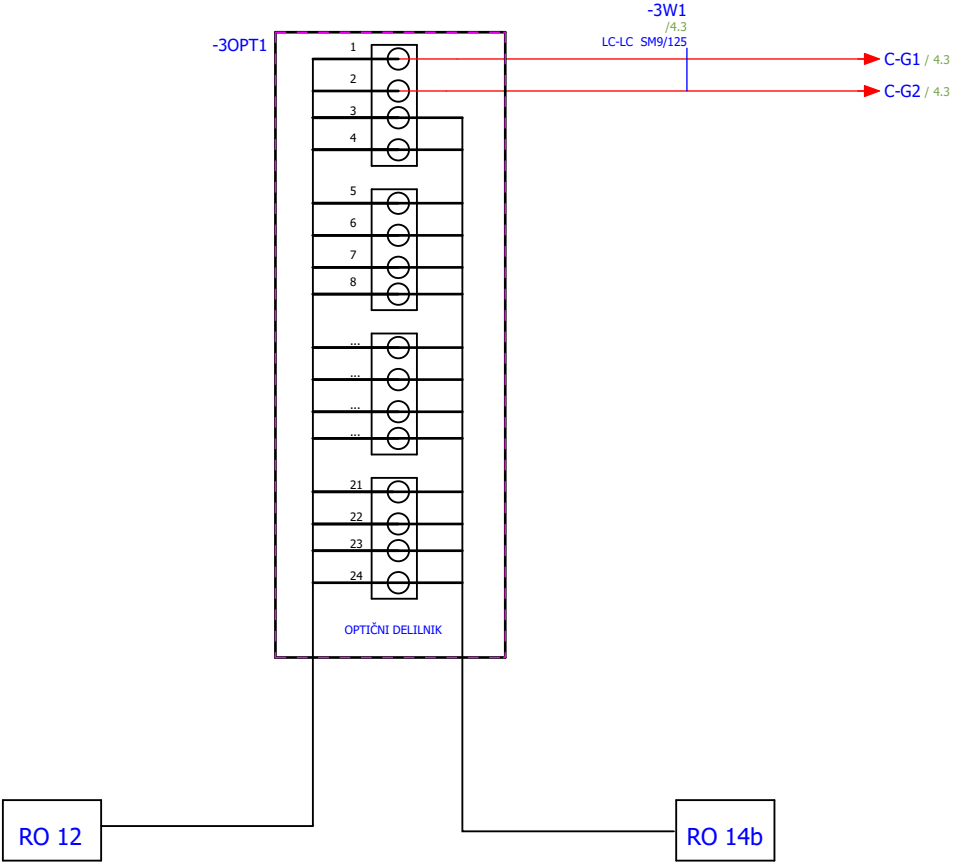 -3W1
/4.3
LC-LC SM9/125
-3OPT1
1
C-G1 / 4.3
2
C-G2 / 4.3
3
4
5
6
7
8
...
...
...
...
21
22
23
24
OPTIČNI DELILNIK
RO 12
RO 14b